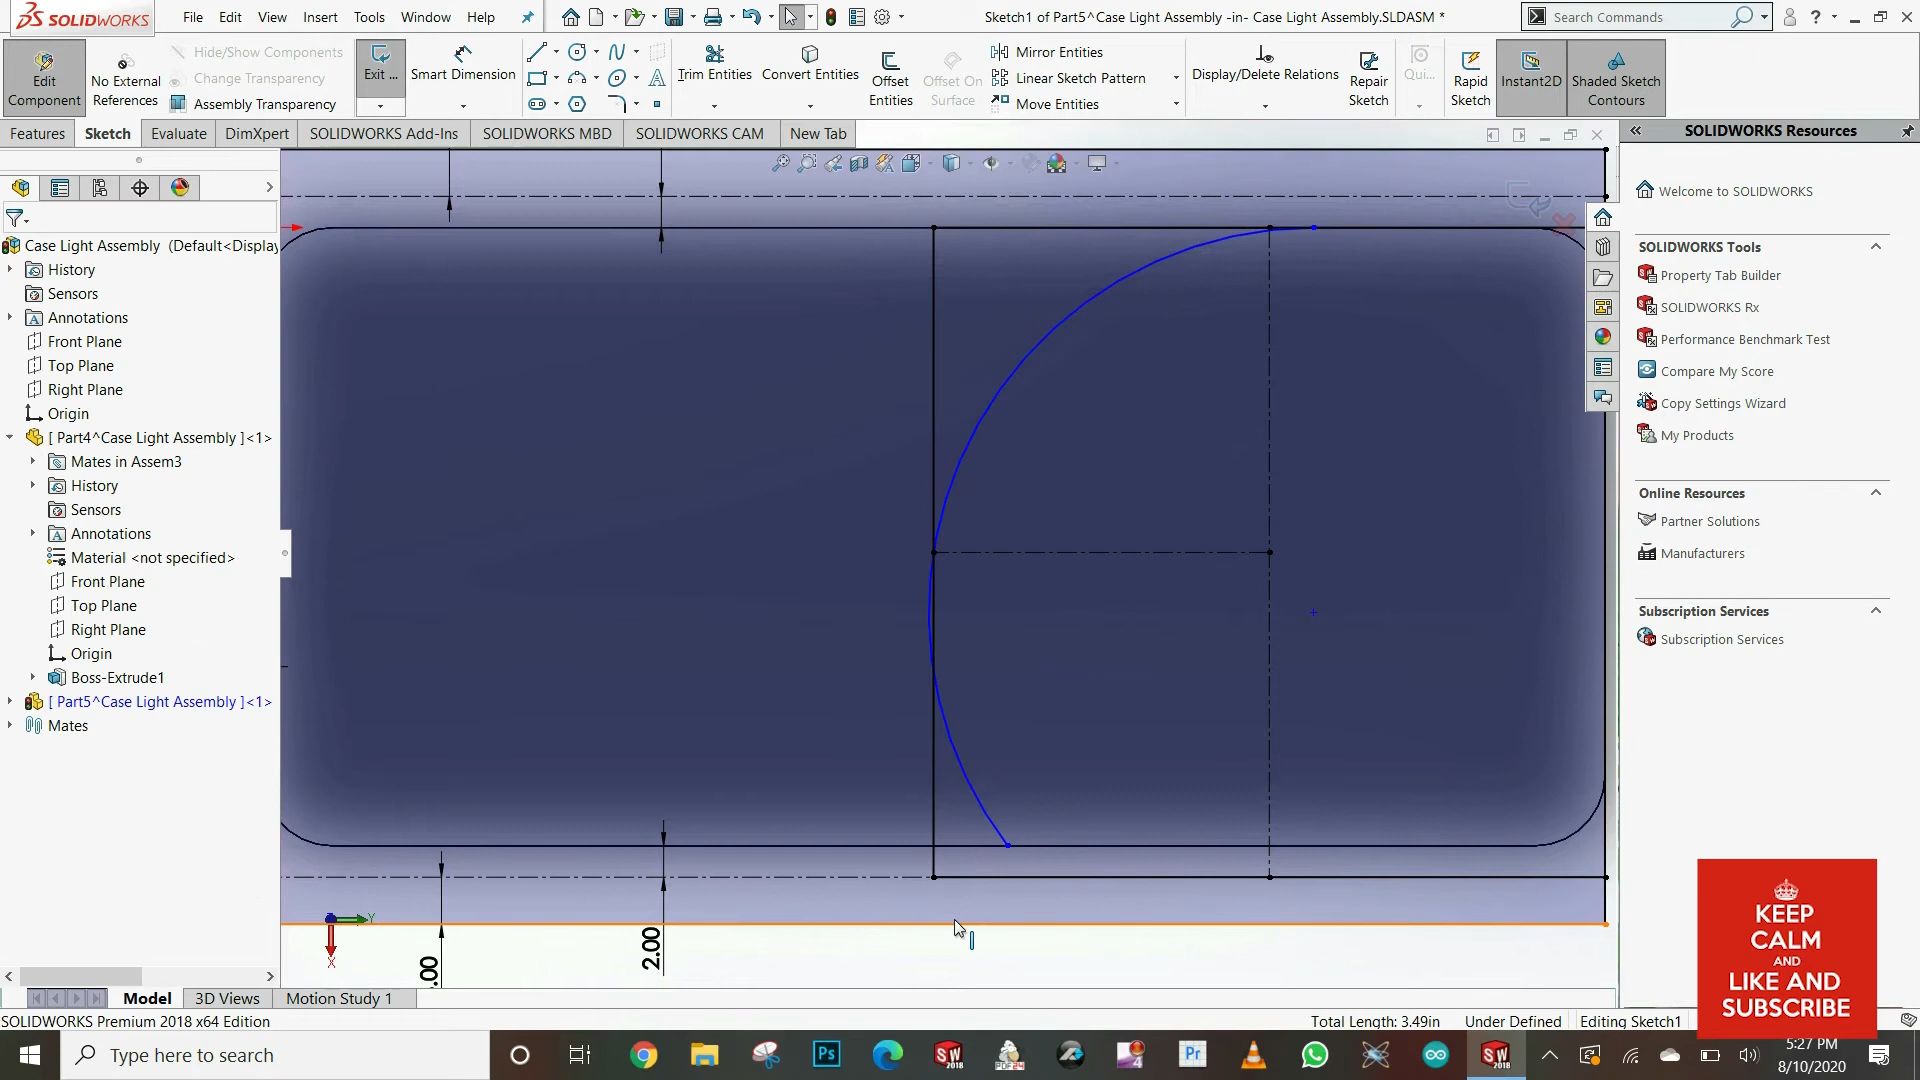 SOLIDWORKS
File Edit View Insert Tools Window Help
Sketch1 of Part5^Case Light Assembly -in- Case Light Assembly.SLDASM *
Search Commands
Edit Component
No External References
Hide/Show Components
Change Transparency
Assembly Transparency
Exit ...
Smart Dimension
Trim Entities
Convert Entities
Offset Entities
Offset On Surface
Mirror Entities
Linear Sketch Pattern
Move Entities
Display/Delete Relations
Repair Sketch
Qui...
Rapid Sketch
Instant2D
Shaded Sketch Contours
Features Sketch Evaluate DimXpert SOLIDWORKS Add-Ins SOLIDWORKS MBD SOLIDWORKS CAM New Tab
SOLIDWORKS Resources
Case Light Assembly (Default<Display
History
Sensors
Annotations
Front Plane
Top Plane
Right Plane
Origin
[ Part4^Case Light Assembly ]<1>
Mates in Assem3
History
Sensors
Annotations
Material <not specified>
Front Plane
Top Plane
Right Plane
Origin
Boss-Extrude1
[ Part5^Case Light Assembly ]<1>
Mates
Y
X
.00
2.00
Welcome to SOLIDWORKS
SOLIDWORKS Tools
Property Tab Builder
SOLIDWORKS Rx
Performance Benchmark Test
Compare My Score
Copy Settings Wizard
My Products
Online Resources
Partner Solutions
Manufacturers
Subscription Services
Subscription Services
KEEP
CALM
AND
LIKE AND
SUBSCRIBE
Model 3D Views Motion Study 1
SOLIDWORKS Premium 2018 x64 Edition
Total Length: 3.49in Under Defined Editing Sketch1
Type here to search
5:27 PM
8/10/2020